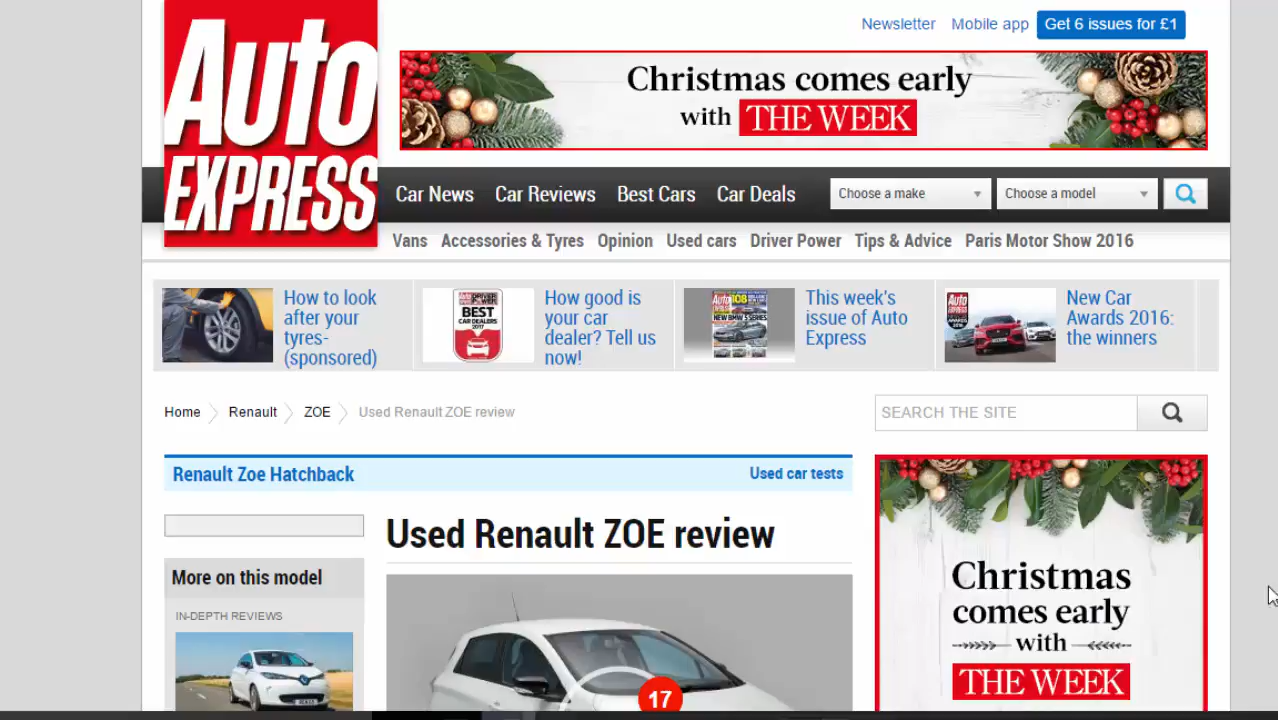 Auto
EXPRESS
Newsletter Mobile app Get 6 issues for £1
Christmas comes early
with THE WEEK
Car News Car Reviews Best Cars Car Deals Choose a make Choose a model
Vans Accessories & Tyres Opinion Used cars Driver Power Tips & Advice Paris Motor Show 2016
How to look
after your
tyres-
(sponsored)
BEST
CAR DEALERS
2017
How good is
your car
dealer? Tell us
now!
This week's
issue of Auto
Express
New Car
Awards 2016:
the winners
Home Renault ZOE Used Renault ZOE review
SEARCH THE SITE
Renault Zoe Hatchback Used car tests
Used Renault ZOE review
More on this model
IN-DEPTH REVIEWS
17
Christmas
comes early
with
THE WEEK